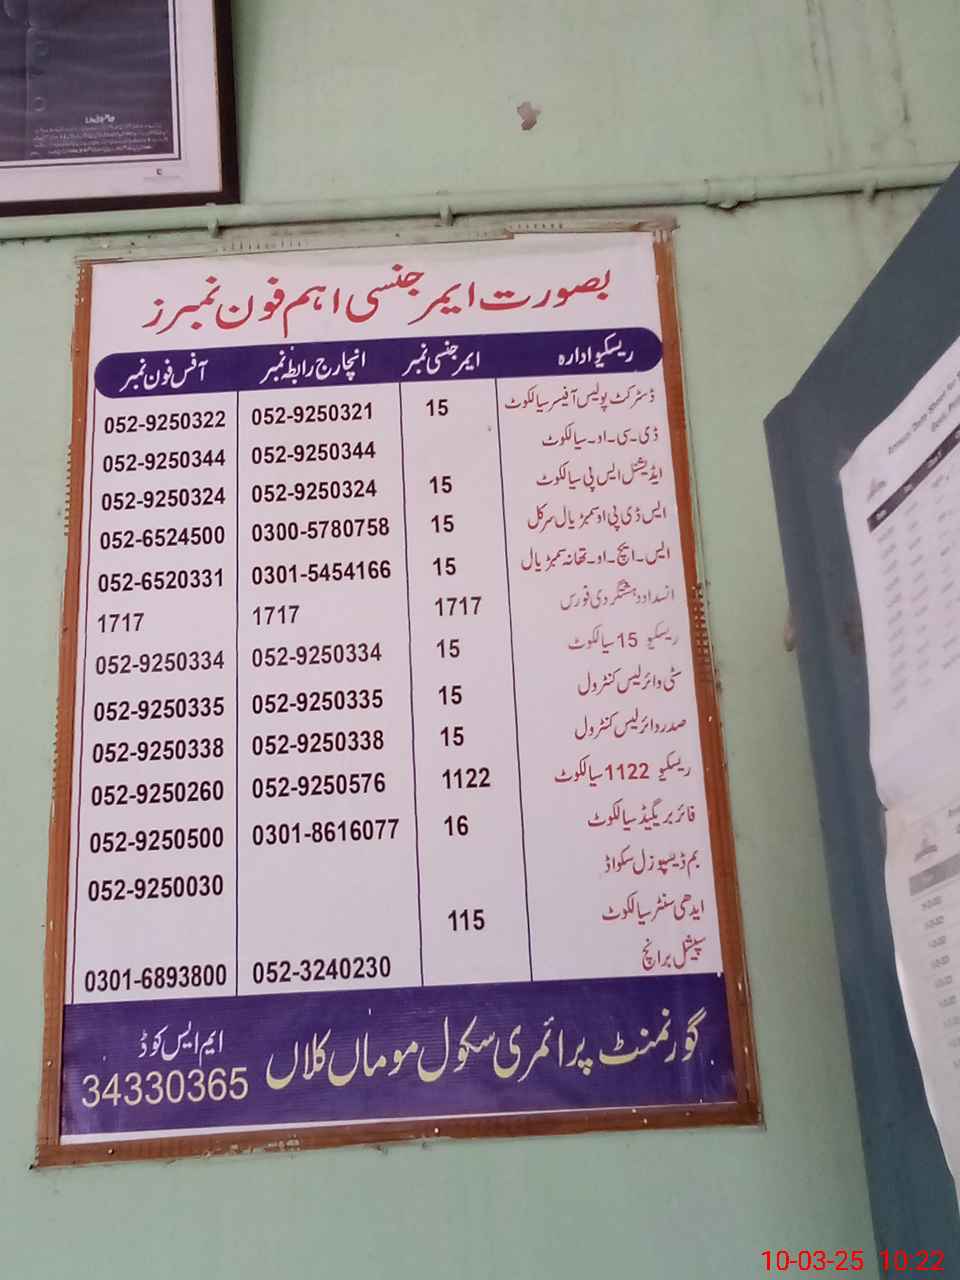 بصورت ایمرجنسی اہم فون نمبرز
ریسکیو ادارہ ایمرجنسی نمبر انچارج رابطہ نمبر آفس فون نمبر
ڈسٹرکٹ پولیس آفیسر سیالکوٹ 15 052-9250321 052-9250322
ڈی۔سی۔او۔سیالکوٹ 052-9250344 052-9250344
ایڈیشنل ایس پی سیالکوٹ 15 052-9250324 052-9250324
ایس ڈی پی او سمبڑیال سرکل 15 0300-5780758 052-6524500
ایس۔ایچ۔او۔تھانہ سمبڑیال 15 0301-5454166 052-6520331
انسداد دہشتگردی فورس 1717 1717 1717
ریسکیو 15 سیالکوٹ 15 052-9250334 052-9250334
سٹی وائرلیس کنٹرول 15 052-9250335 052-9250335
صدر وائرلیس کنٹرول 15 052-9250338 052-9250338
ریسکیو 1122 سیالکوٹ 1122 052-9250576 052-9250260
فائر بریگیڈ سیالکوٹ 16 0301-8616077 052-9250500
بم ڈیسپوزل سکواڈ 052-9250030
ایدھی سنٹر سیالکوٹ 115
سپیشل برانچ 052-3240230 0301-6893800
گورنمنٹ پرائمری سکول موماں کلاں
ایم ایس کوڈ
34330365
10-03-25 10:22